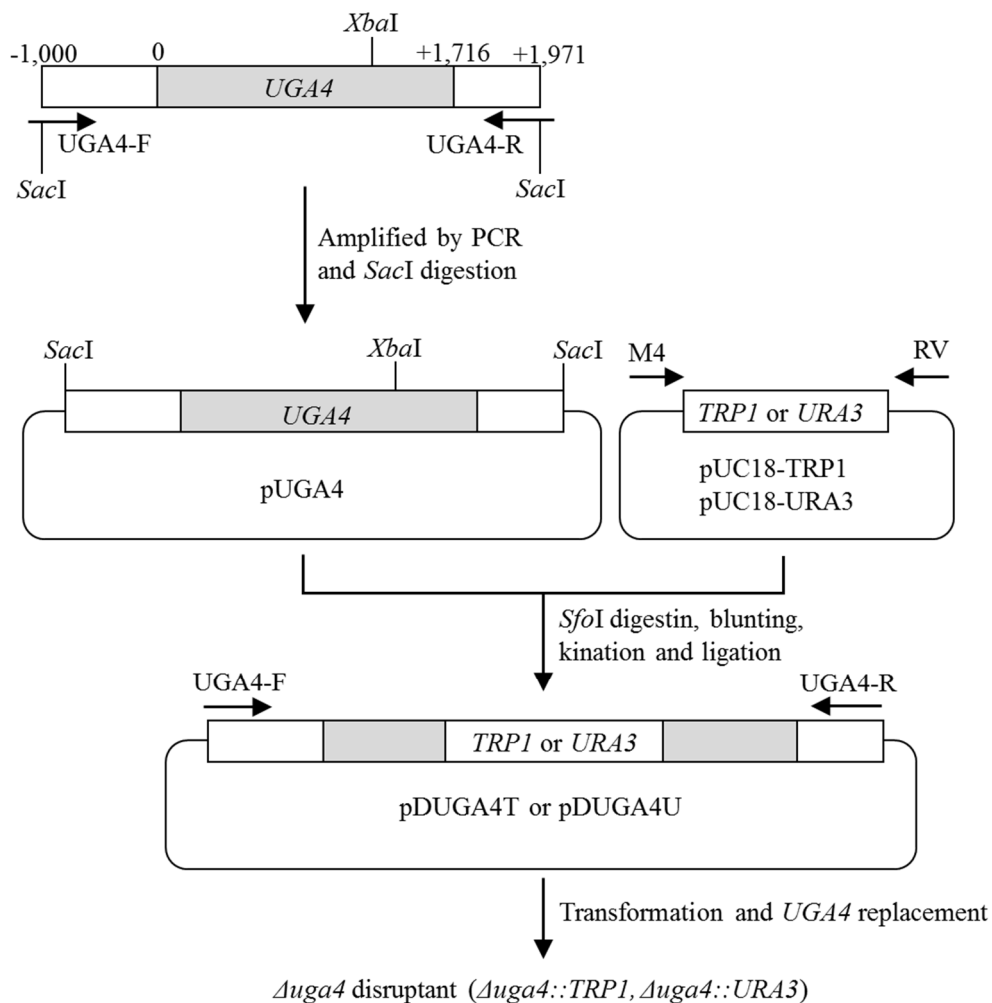 XbaI
-1,000 0 +1,716 +1,971
UGA4
UGA4-F UGA4-R
SacI SacI
Amplified by PCR
and SacI digestion
SacI XbaI SacI
UGA4
pUGA4
M4 RV
TRP1 or URA3
pUC18-TRP1
pUC18-URA3
SfoI digestin, blunting,
kination and ligation
UGA4-F UGA4-R
TRP1 or URA3
pDUGA4T or pDUGA4U
Transformation and UGA4 replacement
Δuga4 disruptant (Δuga4::TRP1, Δuga4::URA3)